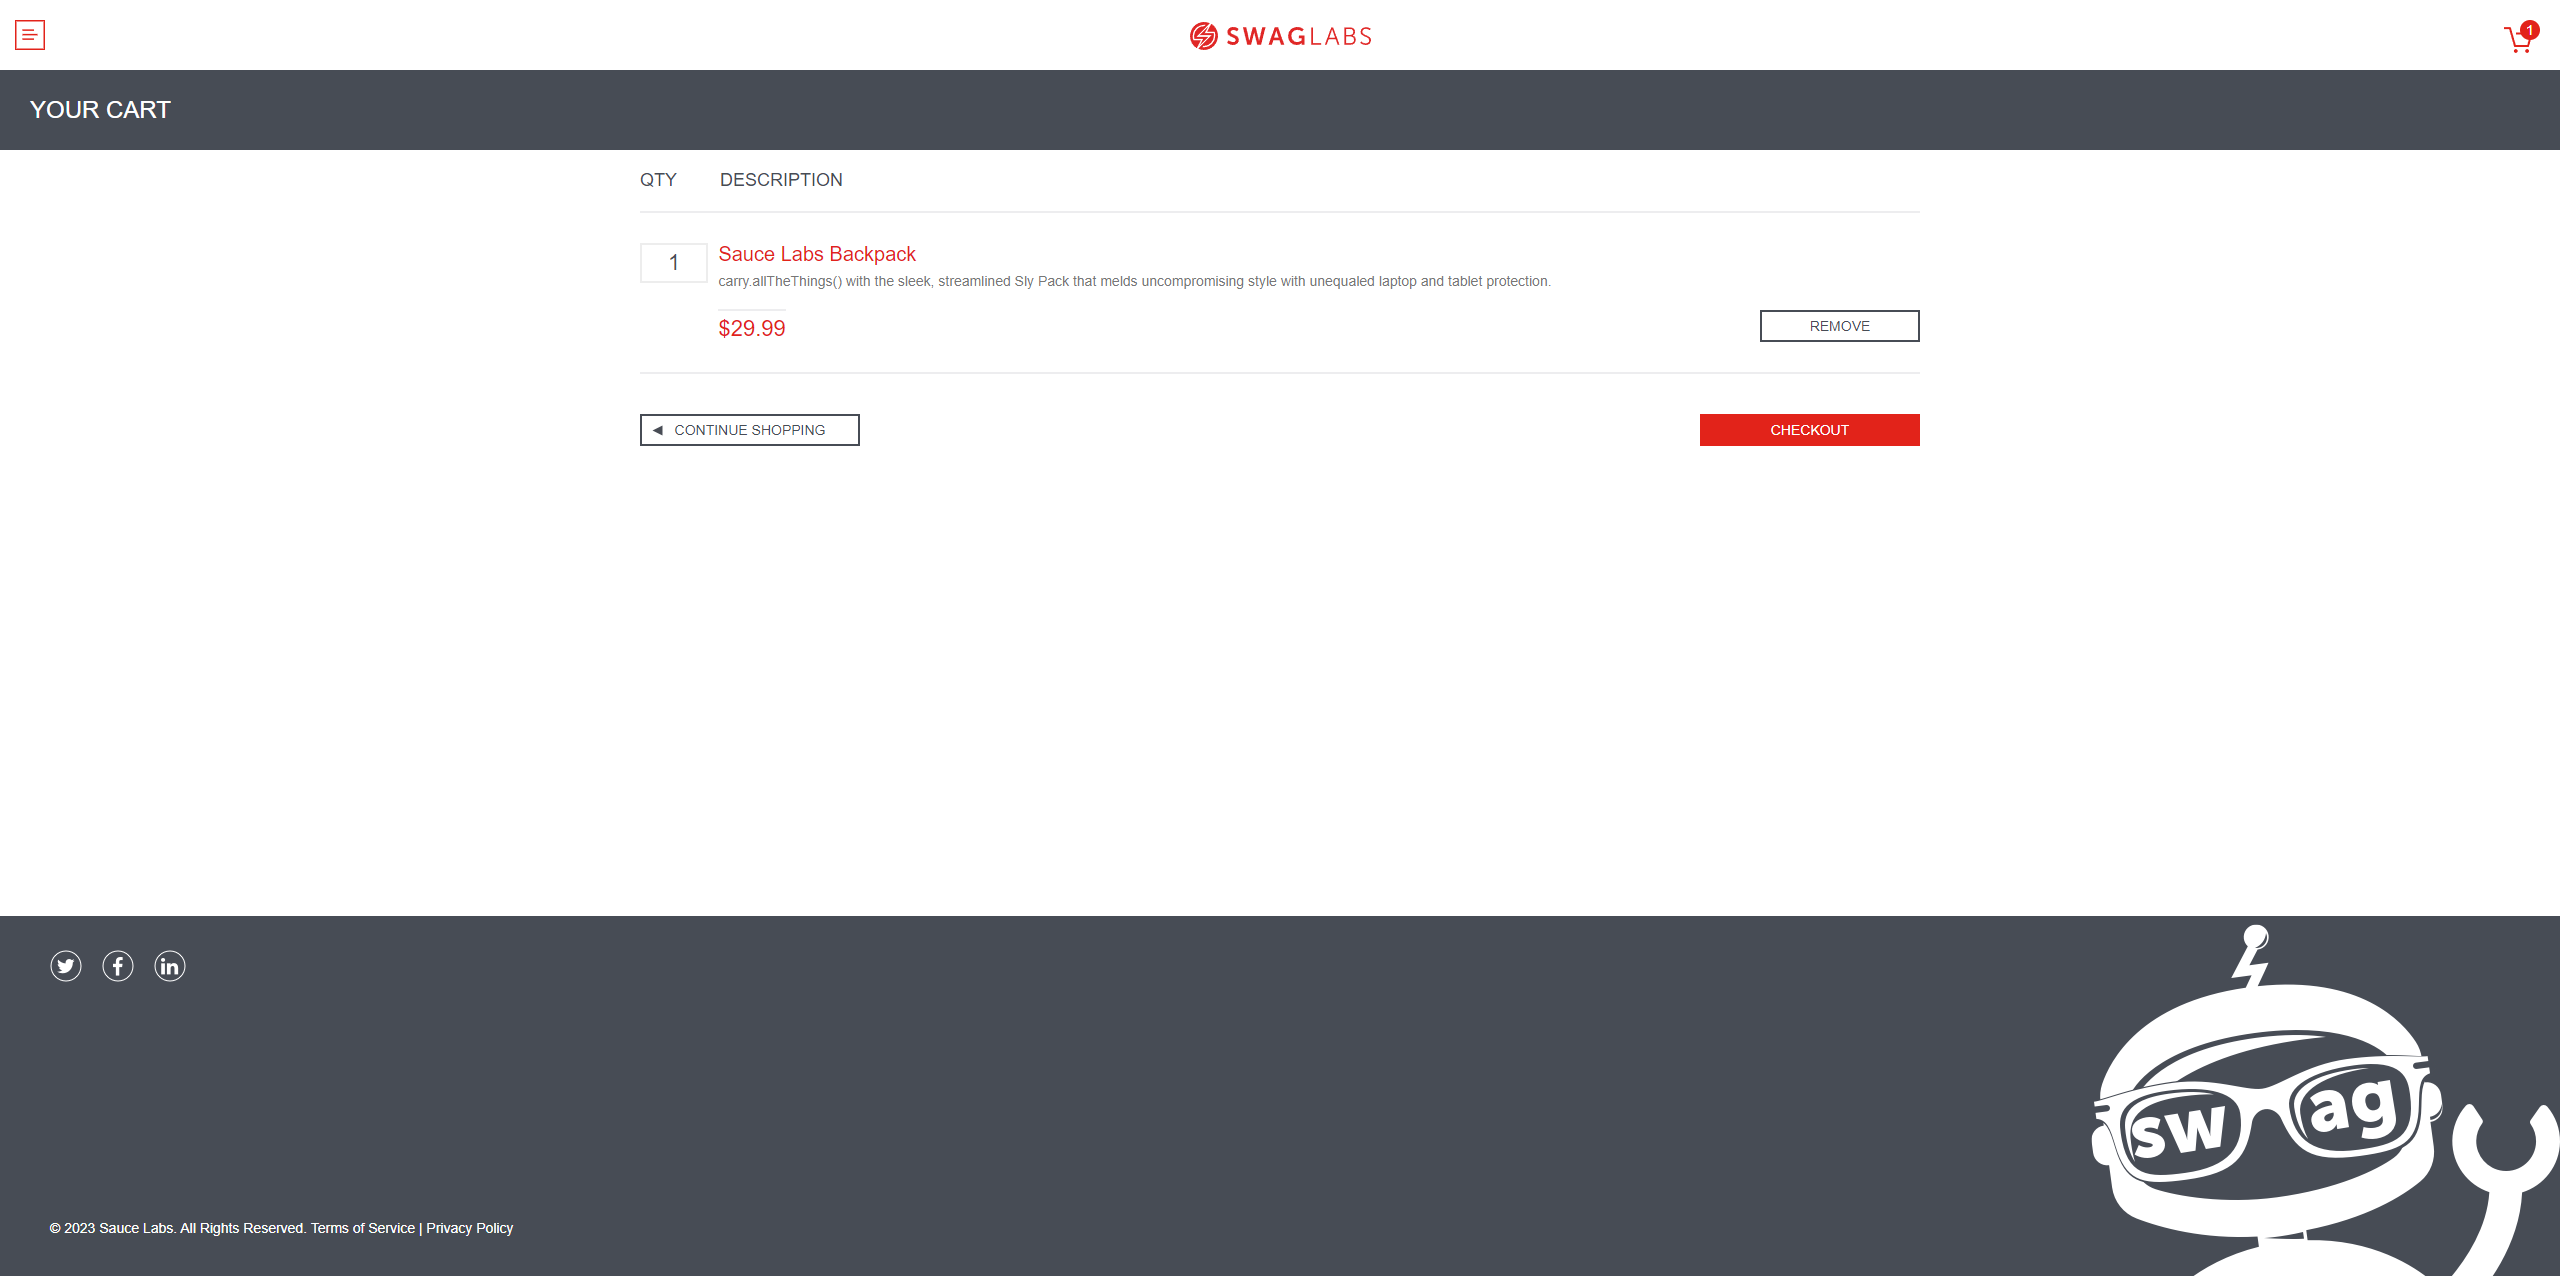 SWAGLABS
1
YOUR CART
QTY DESCRIPTION
1
Sauce Labs Backpack
carry.allTheThings() with the sleek, streamlined Sly Pack that melds uncompromising style with unequaled laptop and tablet protection.
$29.99
REMOVE
CONTINUE SHOPPING
CHECKOUT
sw ag
© 2023 Sauce Labs. All Rights Reserved. Terms of Service | Privacy Policy